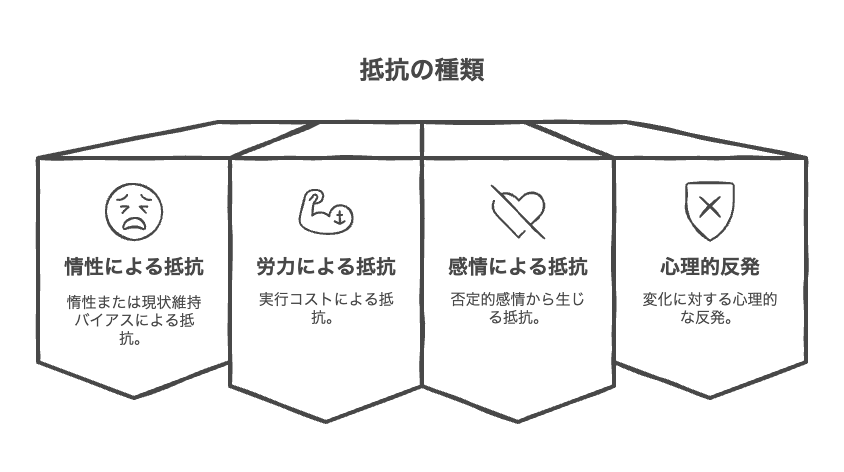 抵抗の種類
惰性による抵抗
惰性または現状維持
バイアスによる抵
抗。
労力による抵抗
実行コストによる抵
抗。
感情による抵抗
否定的感情から生じ
る抵抗。
心理的反発
変化に対する心理的
な反発。